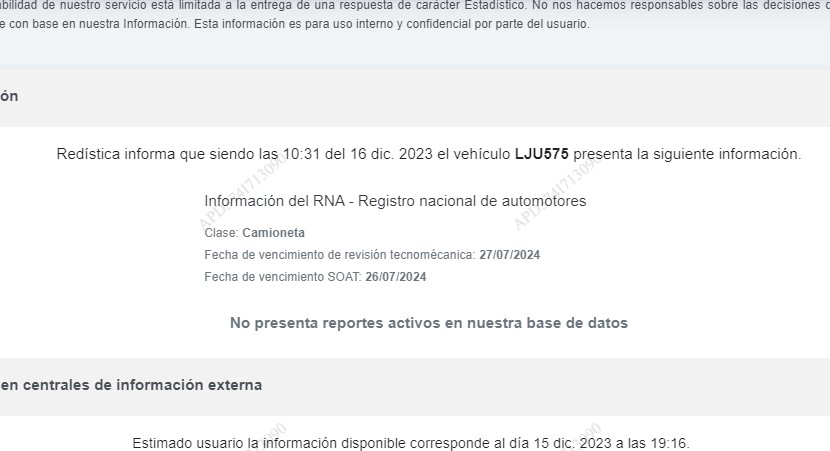 bilidad de nuestro servicio está limitada a la entrega de una respuesta de carácter Estadístico. No nos hacemos responsables sobre las decisiones
e con base en nuestra Información. Esta información es para uso interno y confidencial por parte del usuario.
ón
Redística informa que siendo las 10:31 del 16 dic. 2023 el vehículo LJU575 presenta la siguiente información.
Información del RNA - Registro nacional de automotores
Clase: Camioneta
Fecha de vencimiento de revisión tecnomécanica: 27/07/2024
Fecha de vencimiento SOAT: 26/07/2024
No presenta reportes activos en nuestra base de datos
en centrales de información externa
Estimado usuario la información disponible corresponde al día 15 dic. 2023 a las 19:16.